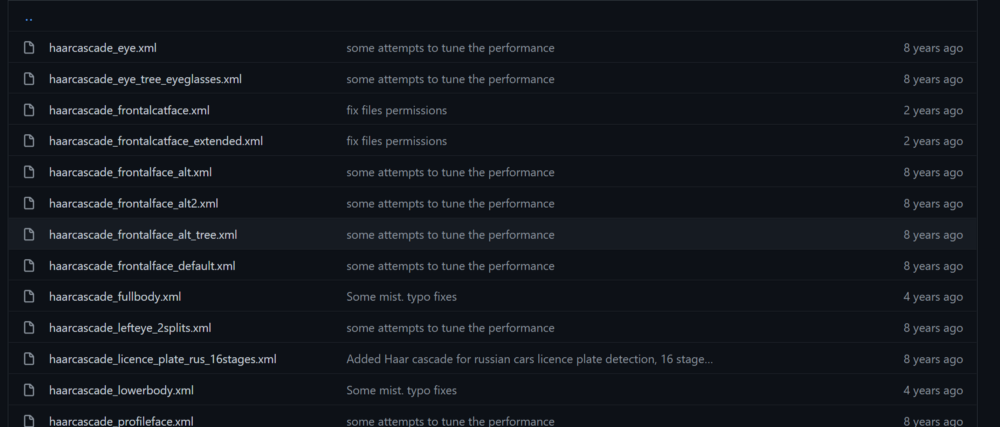 ..
haarcascade_eye.xml some attempts to tune the performance 8 years ago
haarcascade_eye_tree_eyeglasses.xml some attempts to tune the performance 8 years ago
haarcascade_frontalcatface.xml fix files permissions 2 years ago
haarcascade_frontalcatface_extended.xml fix files permissions 2 years ago
haarcascade_frontalface_alt.xml some attempts to tune the performance 8 years ago
haarcascade_frontalface_alt2.xml some attempts to tune the performance 8 years ago
haarcascade_frontalface_alt_tree.xml some attempts to tune the performance 8 years ago
haarcascade_frontalface_default.xml some attempts to tune the performance 8 years ago
haarcascade_fullbody.xml Some mist. typo fixes 4 years ago
haarcascade_lefteye_2splits.xml some attempts to tune the performance 8 years ago
haarcascade_licence_plate_rus_16stages.xml Added Haar cascade for russian cars licence plate detection, 16 stage… 8 years ago
haarcascade_lowerbody.xml Some mist. typo fixes 4 years ago
haarcascade_profileface.xml some attempts to tune the performance 8 years ago